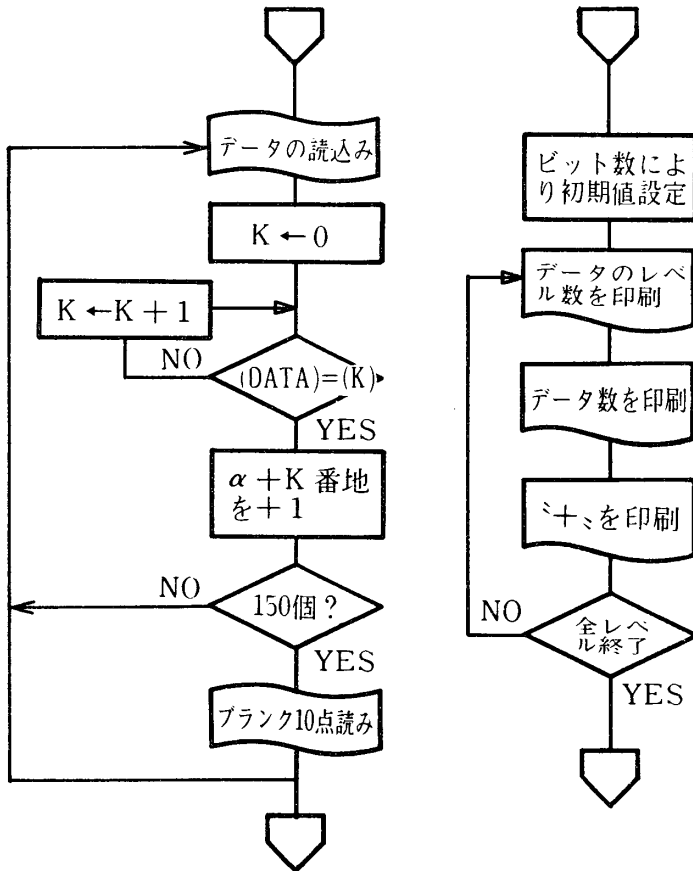 データの読込み
K←0
K←K+1
NO
(DATA)=(K)
YES
α+K番地
を+1
NO
150個？
YES
ブランク10点読み
ビット数によ
り初期値設定
データのレベ
ル数を印刷
データ数を印刷
〝+〟を印刷
NO
全レベ
ル終了
YES